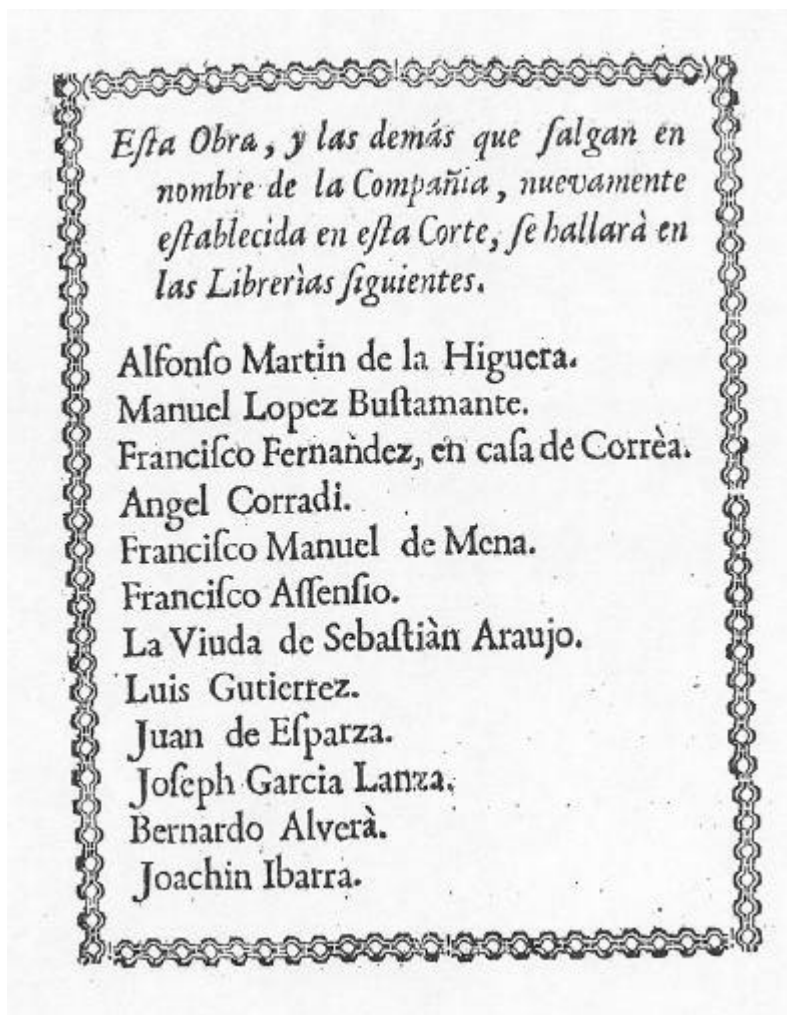 Eſta Obra, y las demás que ſalgan en
nombre de la Compañia, nuevamente
eſtablecida en eſta Corte, ſe hallarà en
las Librerìas ſiguientes.
Alfonſo Martin de la Higuera.
Manuel Lopez Buſtamante.
Franciſco Fernandez, en caſa de Corrèa.
Angel Corradi.
Franciſco Manuel de Mena.
Franciſco Aſſenſio.
La Viuda de Sebaſtiàn Araujo.
Luis Gutierrez.
Juan de Eſparza.
Joſeph Garcia Lanza.
Bernardo Alverà.
Joachin Ibarra.